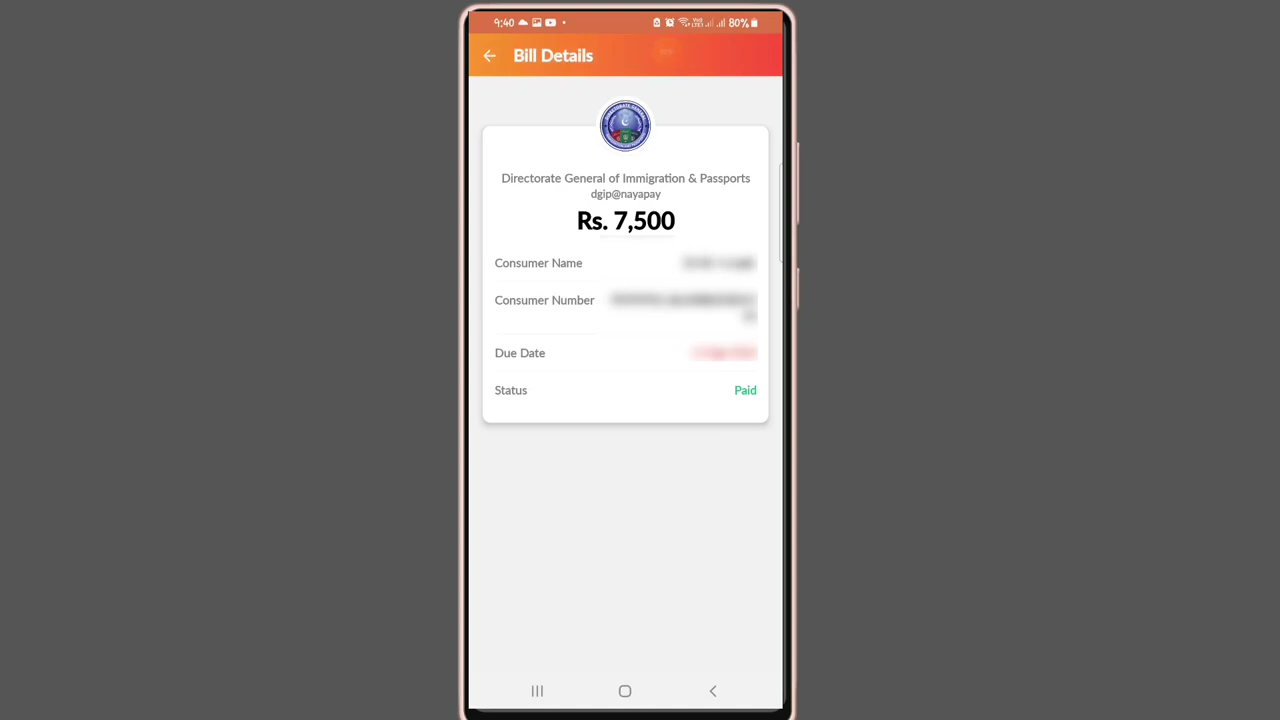 9:40 80%
Bill Details
Directorate General of Immigration & Passports
dgip@nayapay
Rs. 7,500
Consumer Name
Consumer Number
Due Date
Status Paid